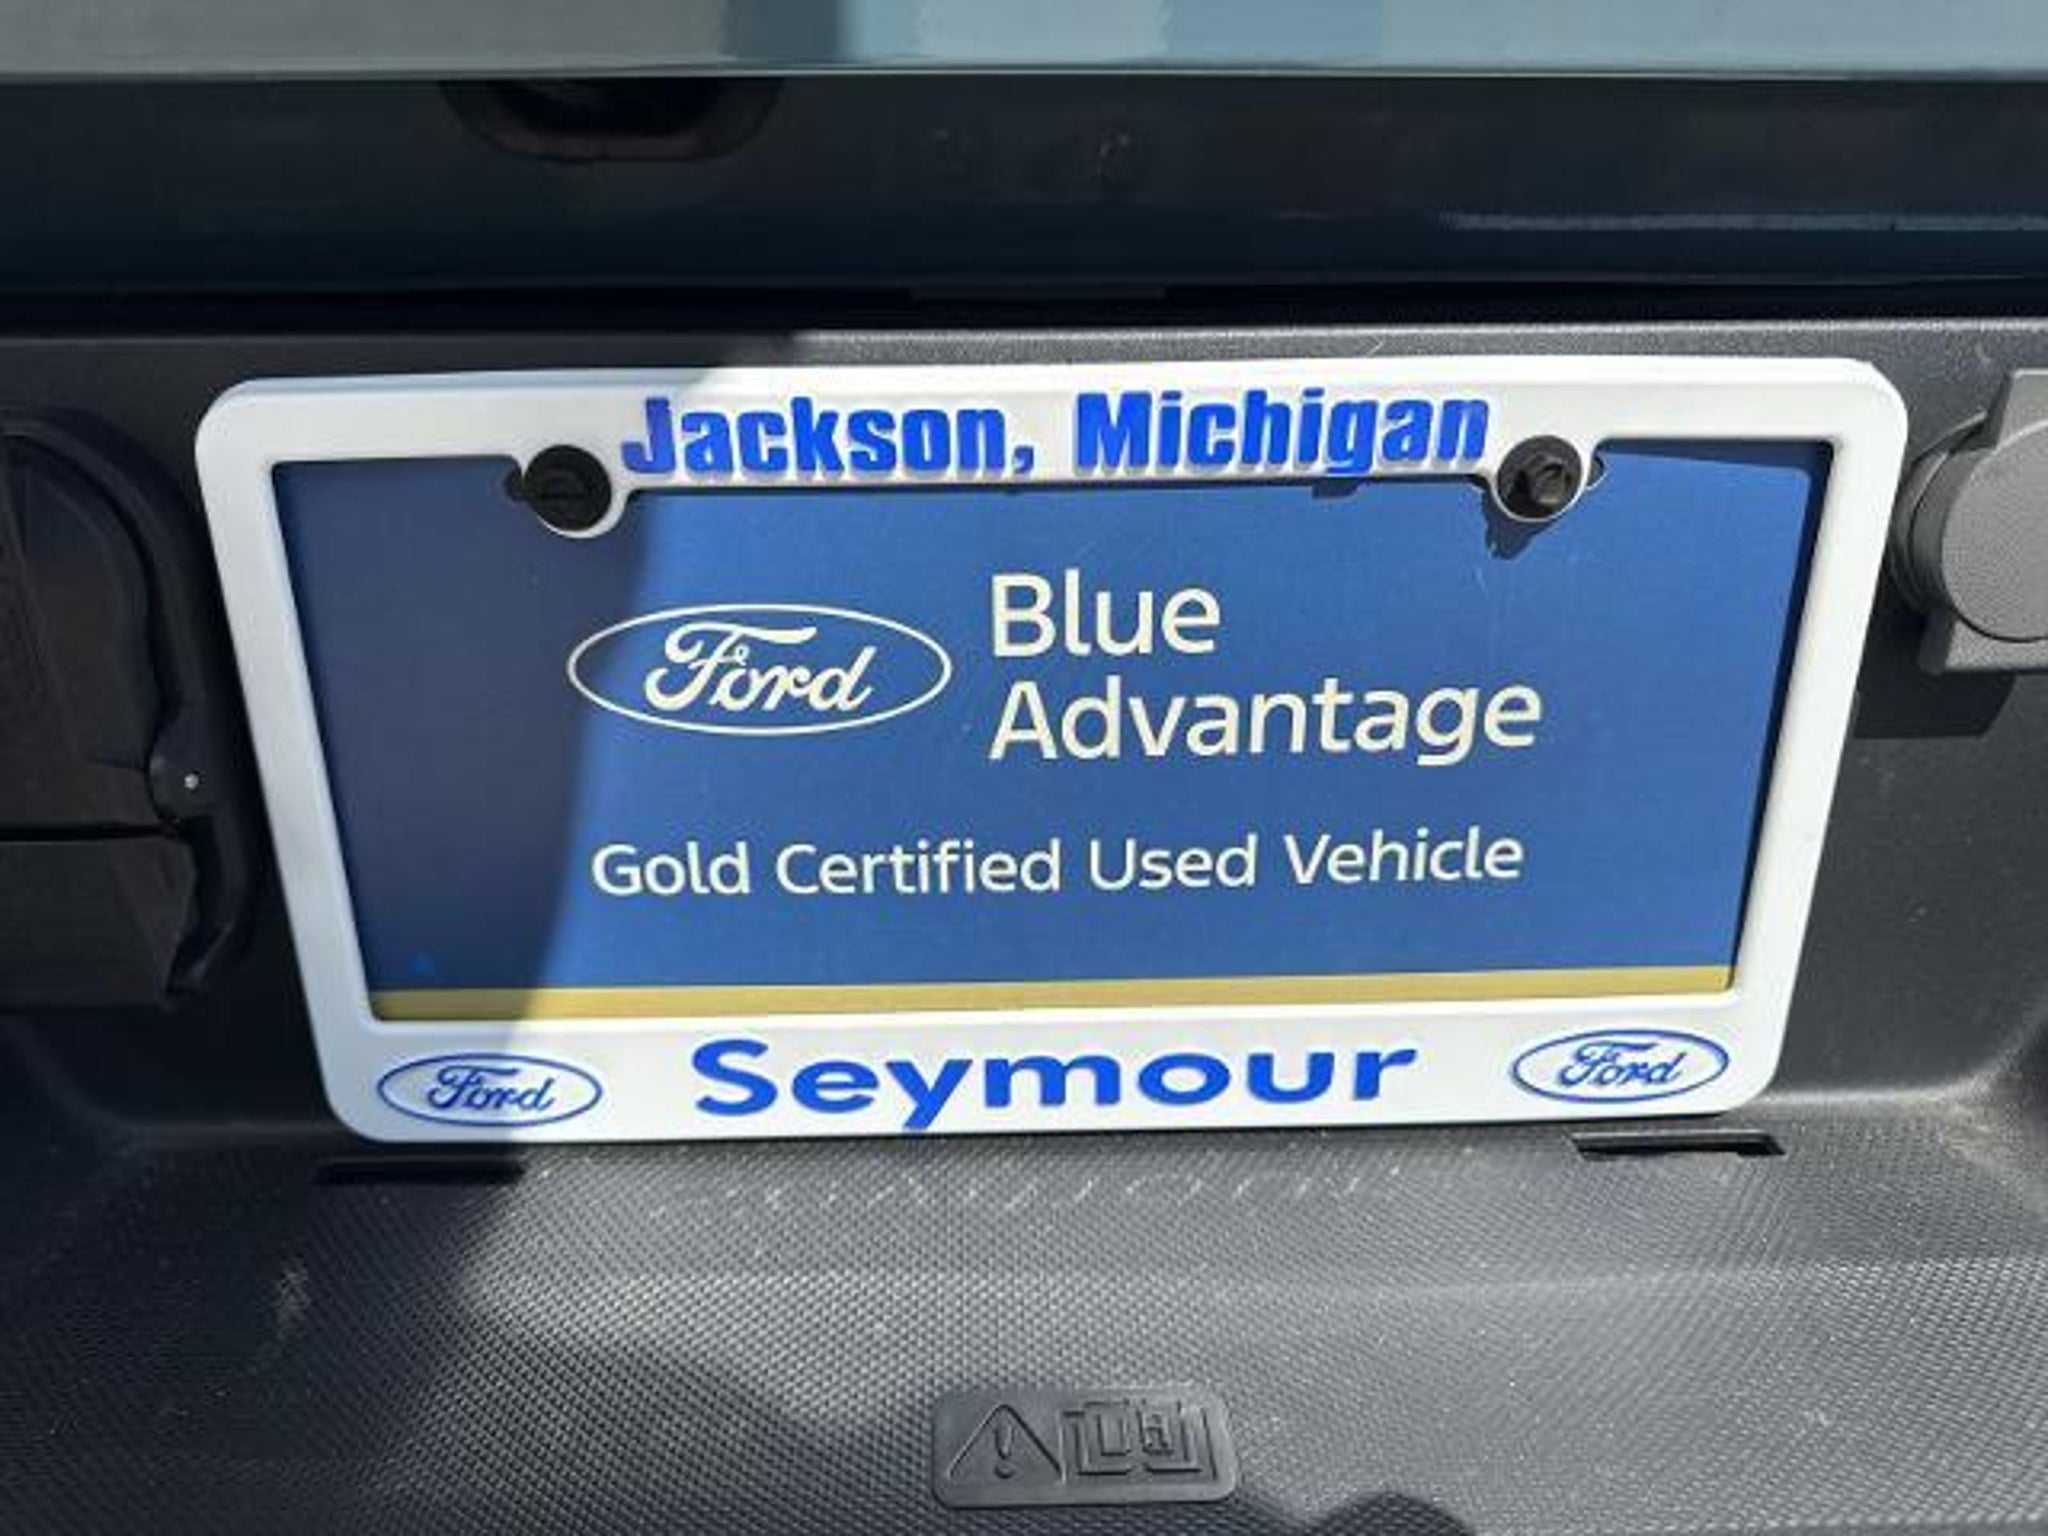 Jackson, Michigan
Ford
Blue
Advantage
Gold Certified Used Vehicle
Ford Seymour Ford